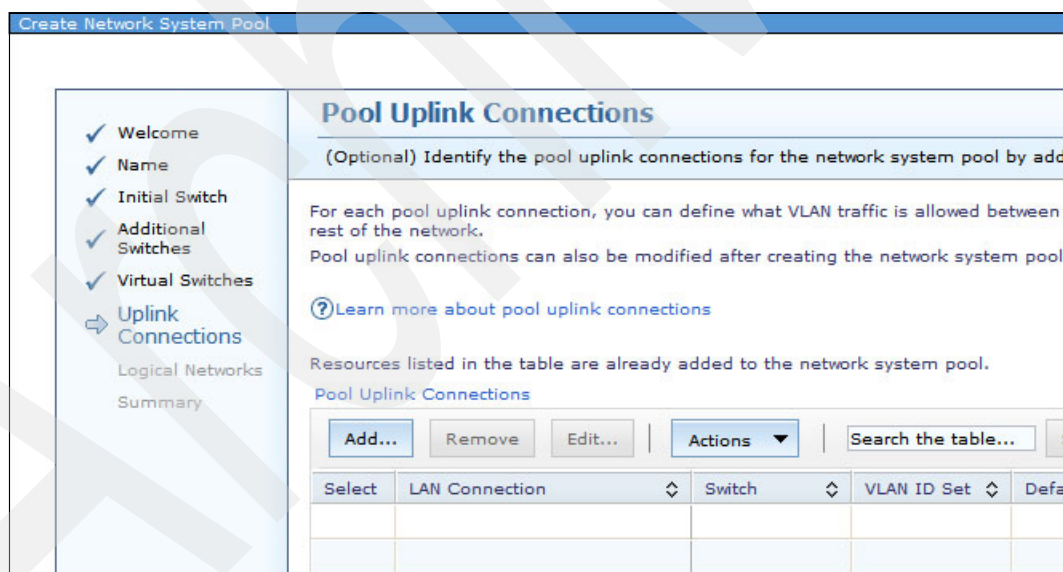 Create Network System Pool
Welcome
Name
Initial Switch
Additional
Switches
Virtual Switches
Uplink
Connections
Logical Networks
Summary
Pool Uplink Connections
(Optional) Identify the pool uplink connections for the network system pool by
For each pool uplink connection, you can define what VLAN traffic is allowed between
rest of the network.
Pool uplink connections can also be modified after creating the network system pool
?Learn more about pool uplink connections
Resources listed in the table are already added to the network system pool.
Pool Uplink Connections
Add... Remove Edit... Actions Search the table...
Select LAN Connection Switch VLAN ID Set